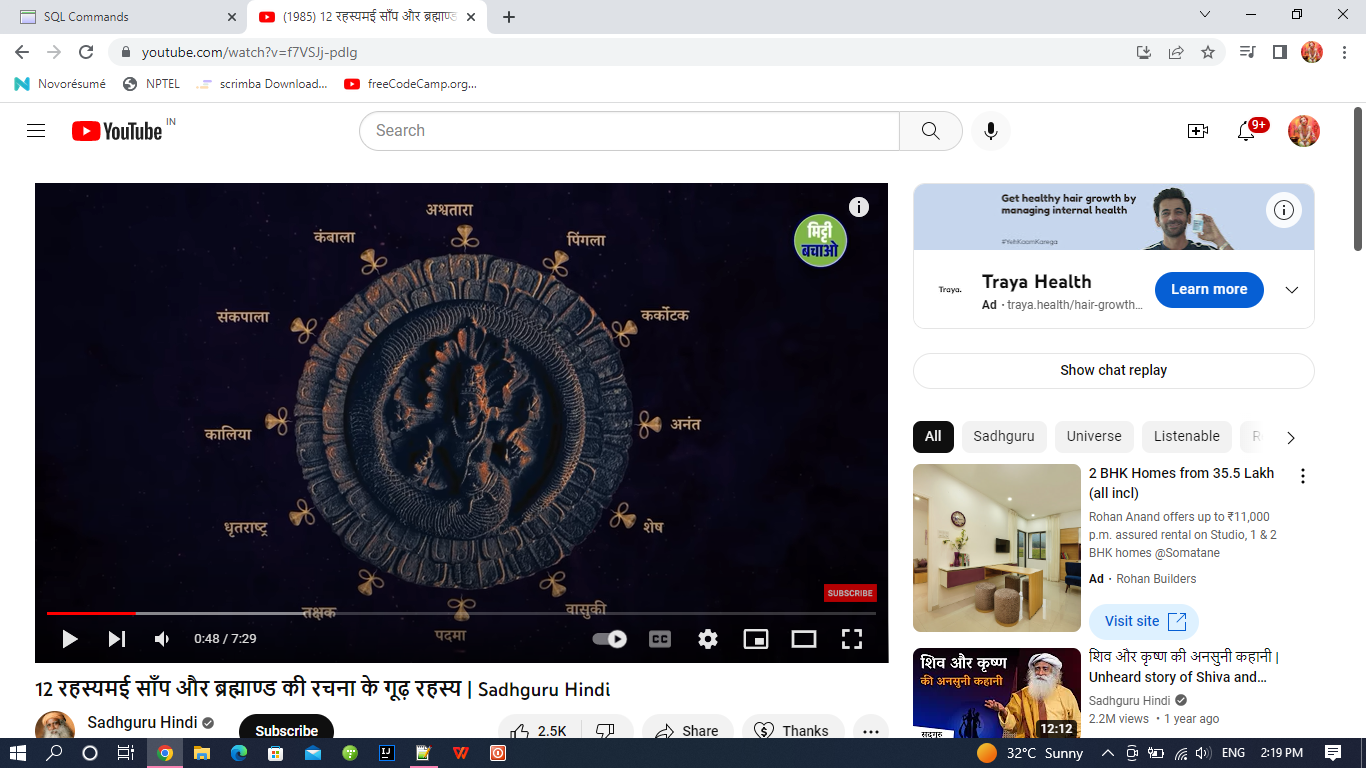 SQL Commands
(1985) 12 रहस्यमई साँप और ब्रह्माण्ड
youtube.com/watch?v=f7VSJj-pdlg
Novorésumé
NPTEL
scrimba Download...
freeCodeCamp.org...
YouTube IN
Search
9+
अश्वतारा
कंबाला
पिंगला
मिट्टी
बचाओ
संकपाला
कर्कोटक
कालिया
अनंत
धृतराष्ट्र
शेष
तक्षक
वासुकी
पदमा
SUBSCRIBE
0:48 / 7:29
CC
12 रहस्यमई साँप और ब्रह्माण्ड की रचना के गूढ़ रहस्य | Sadhguru Hindi
Sadhguru Hindi
Subscribe
2.5K
Share
Thanks
Get healthy hair growth by
managing internal health
#YehKaamKarega
Traya.
Traya Health
Ad · traya.health/hair-growth...
Learn more
Show chat replay
All
Sadhguru
Universe
Listenable
2 BHK Homes from 35.5 Lakh
(all incl)
Rohan Anand offers up to ₹11,000
p.m. assured rental on Studio, 1 & 2
BHK homes @Somatane
Ad · Rohan Builders
Visit site
शिव और कृष्ण
की अनसुनी कहानी
सद्गुरु
12:12
शिव और कृष्ण की अनसुनी कहानी |
Unheard story of Shiva and...
Sadhguru Hindi
2.2M views · 1 year ago
32°C Sunny
ENG
2:19 PM